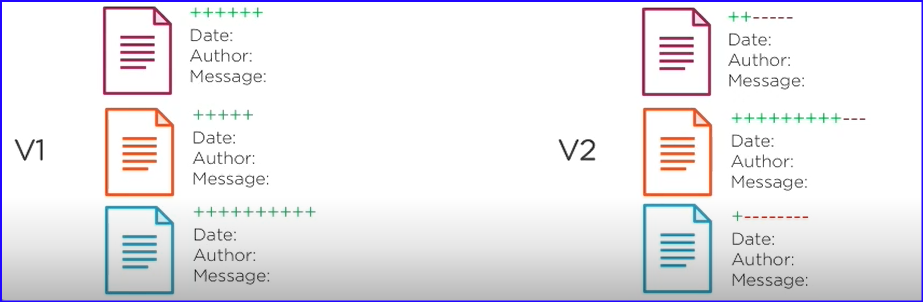 V1
++++++
Date:
Author:
Message:
+++++
Date:
Author:
Message:
++++++++++
Date:
Author:
Message:
V2
++-----
Date:
Author:
Message:
+++++++++---
Date:
Author:
Message:
+--------
Date:
Author:
Message: